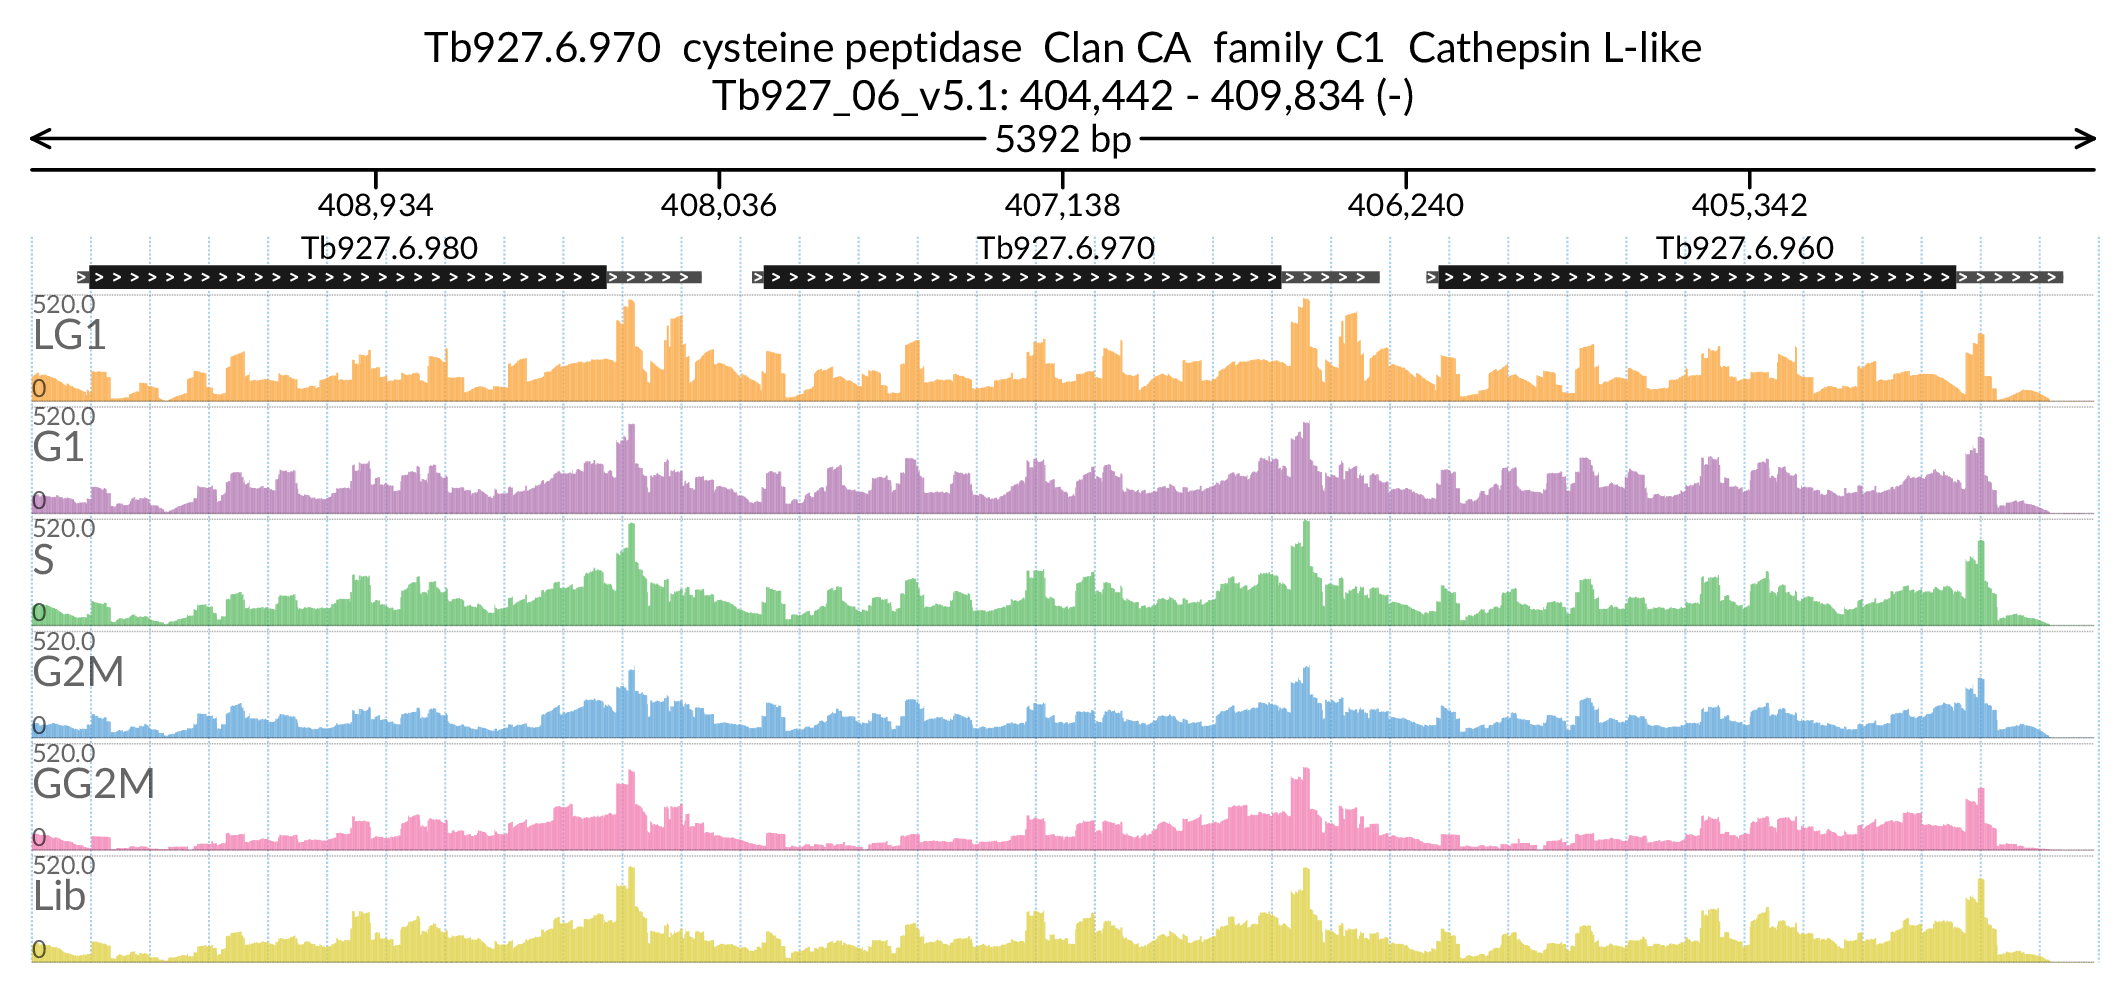 Tb927.6.970 cysteine peptidase Clan CA family C1 Cathepsin L-like
Tb927_06_v5.1: 404,442 - 409,834 (-)
5392 bp
408,934 408,036 407,138 406,240 405,342
Tb927.6.980 Tb927.6.970 Tb927.6.960
520.0
LG1
0
520.0
G1
0
520.0
S
0
520.0
G2M
0
520.0
GG2M
0
520.0
Lib
0